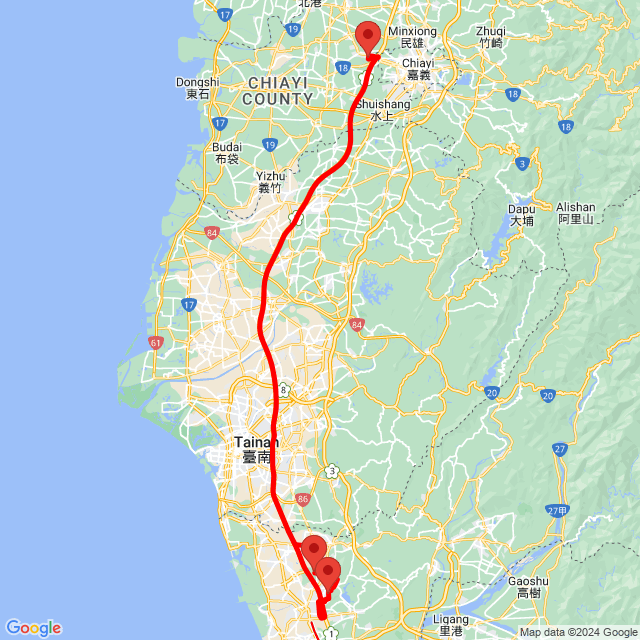 北港
Minxiong
民雄
Zhuqi
竹崎
Dongshi
東石
18
Chiayi
嘉義
CHIAYI
COUNTY
18
17
Shuishang
水上
18
Budai
布袋
19
3
Yizhu
義竹
Dapu
大埔
Alishan
阿里山
84
17
84
61
8
20
20
Tainan
臺南
3
27
86
27甲
Gaoshu
高樹
Ligang
里港
1
Google
Map data ©2024 Google